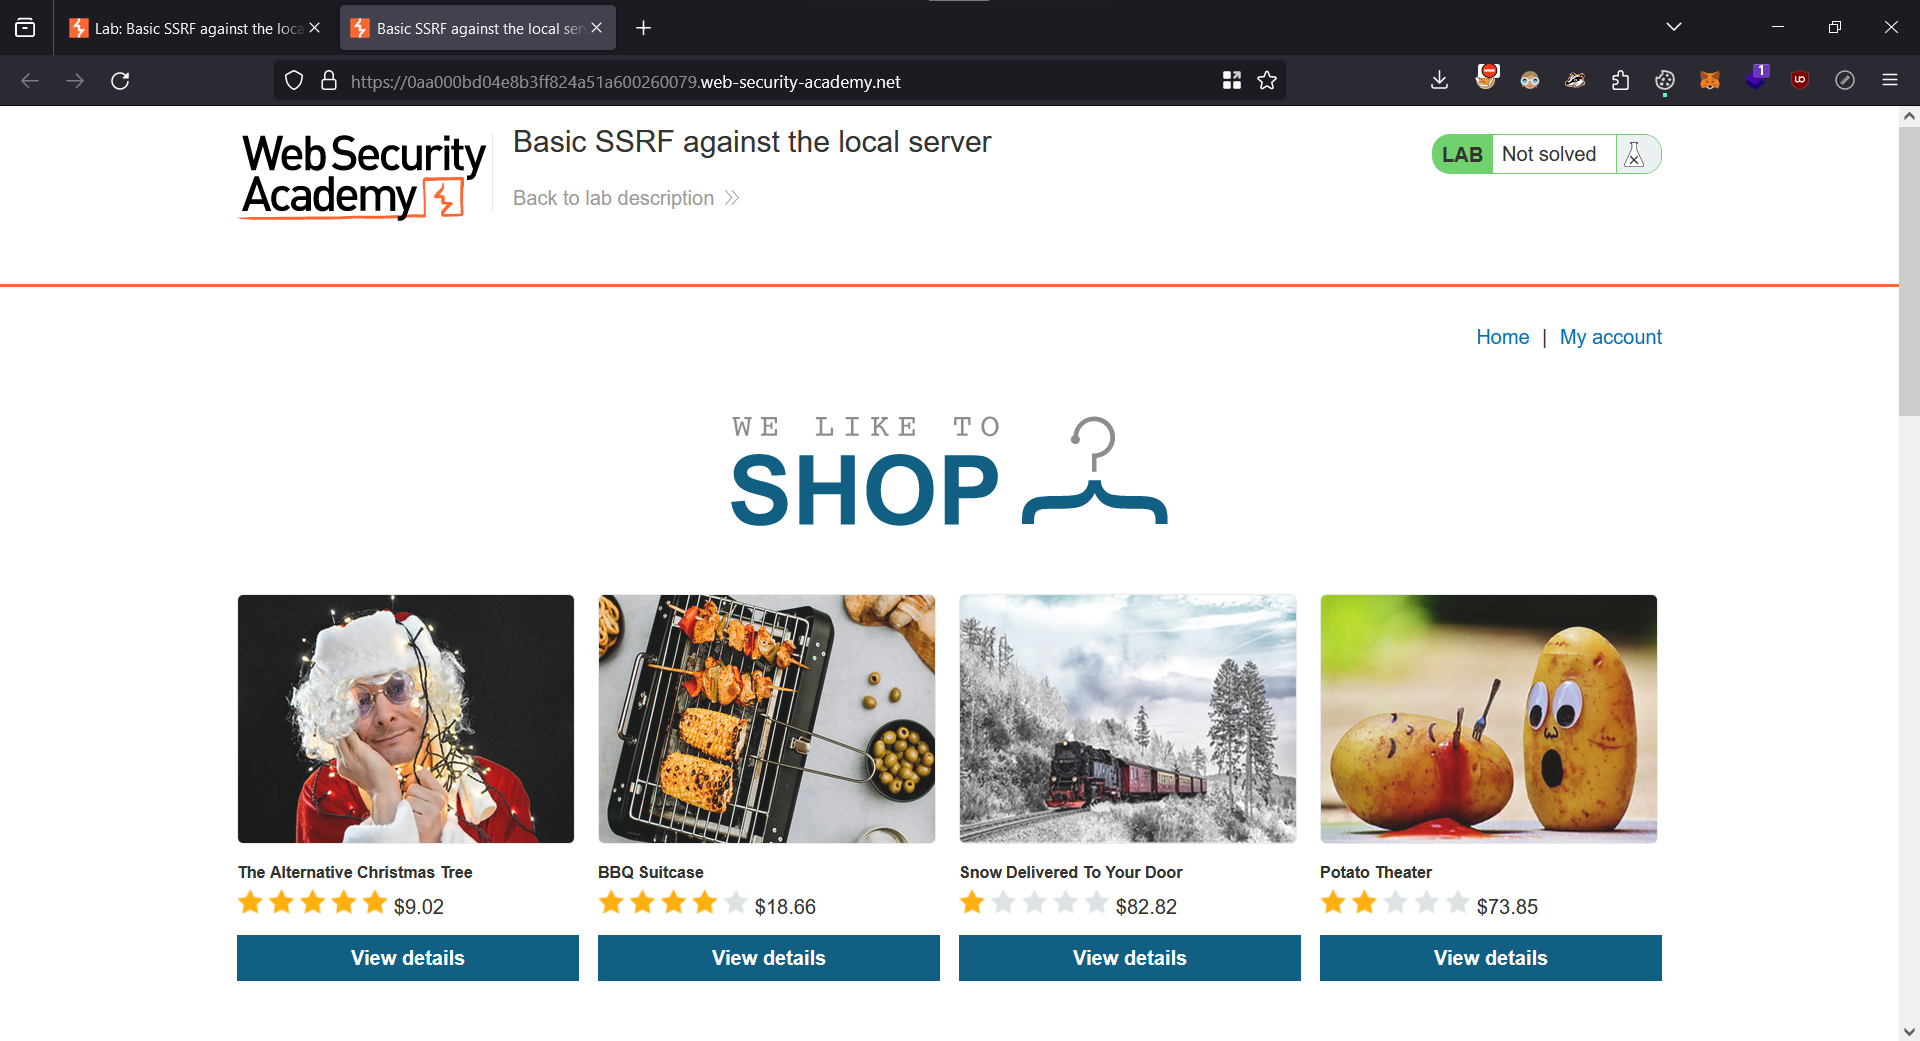 Lab: Basic SSRF against the loca
Basic SSRF against the local ser
1
https://0aa000bd04e8b3ff824a51a600260079.web-security-academy.net
Web Security
Academy
Basic SSRF against the local server
Back to lab description
LAB Not solved
Home | My account
WE LIKE TO
SHOP
The Alternative Christmas Tree
$9.02
View details
BBQ Suitcase
$18.66
View details
Snow Delivered To Your Door
$82.82
View details
Potato Theater
$73.85
View details